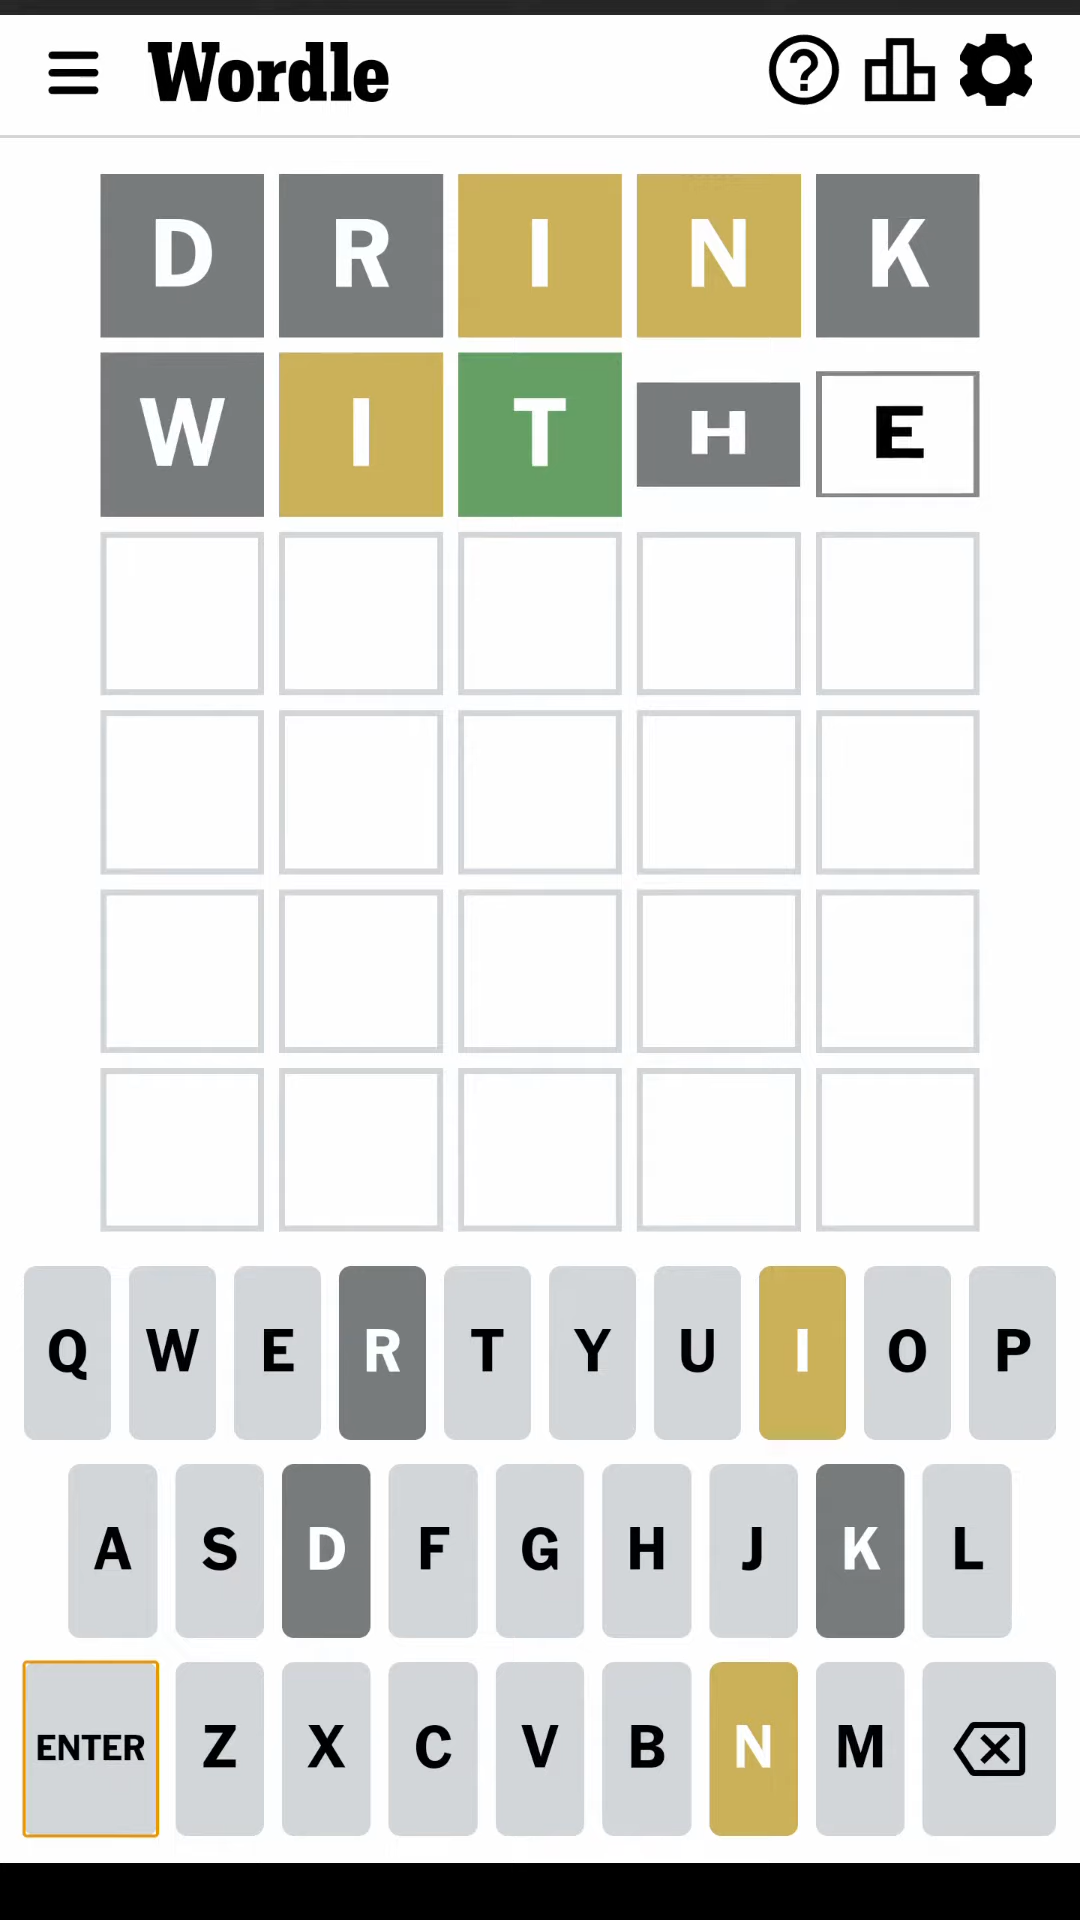 Wordle
DRINK
WITHE
QWERTYUIOP
ASDFGHJKL
ENTER ZXCVBNM